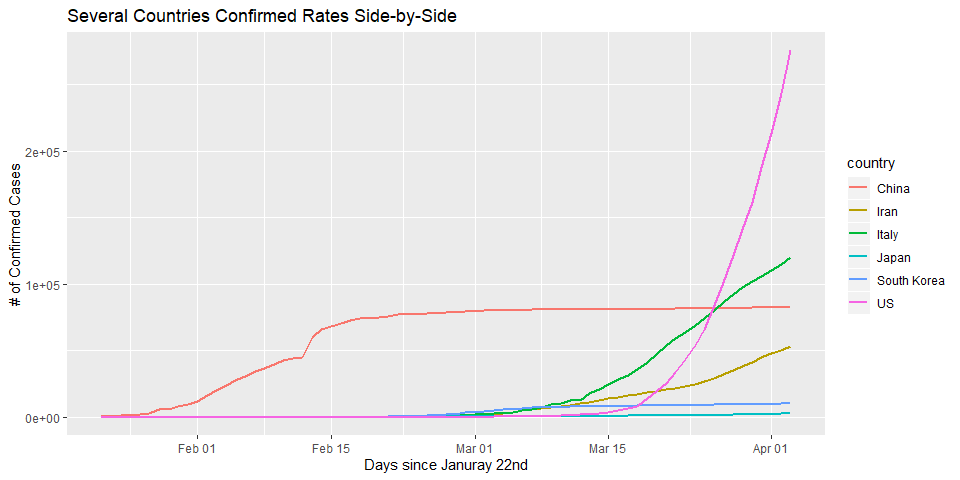 Several Countries Confirmed Rates Side-by-Side
# of Confirmed Cases
2e+05
1e+05
0e+00
Feb 01
Feb 15
Mar 01
Mar 15
Apr 01
Days since Januray 22nd
country
China
Iran
Italy
Japan
South Korea
US